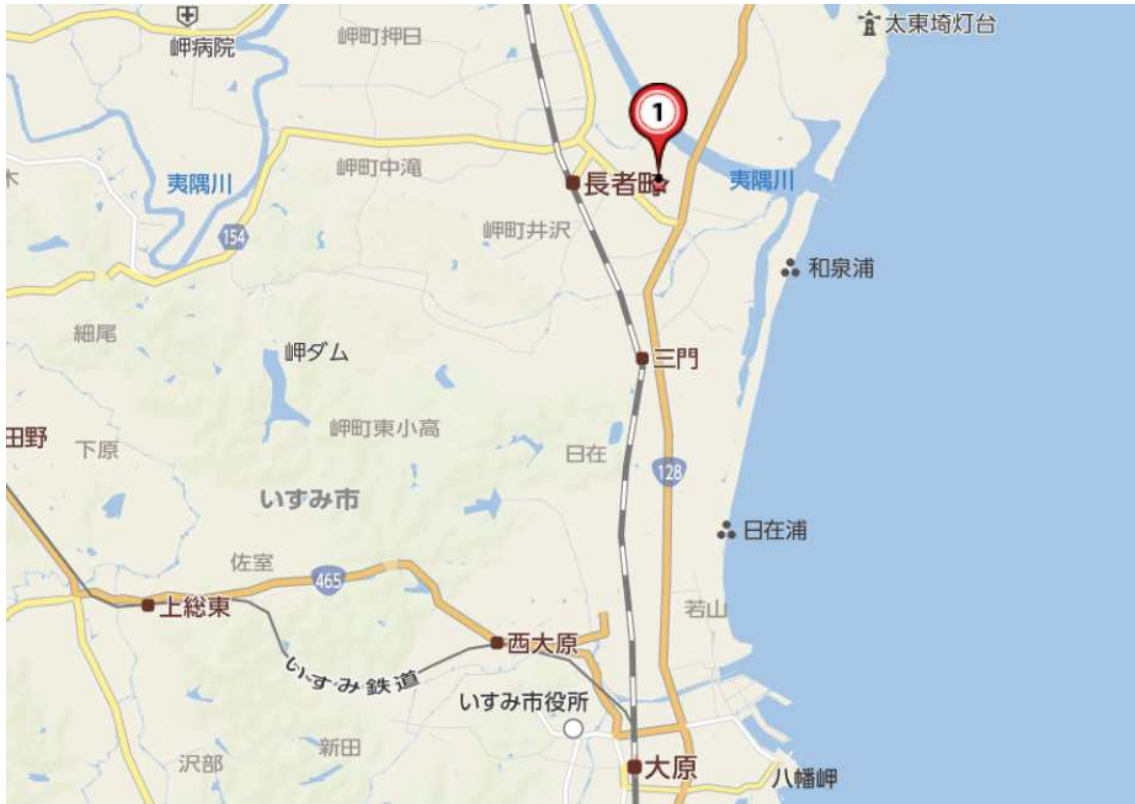 太東埼灯台
岬町押日
岬病院
1
岬町中滝
木
夷隅川
長者町
夷隅川
154
岬町井沢
和泉浦
細尾
岬ダム
三門
田野
下原
岬町東小高
日在
128
いすみ市
日在浦
佐室
465
上総東
若山
西大原
いすみ鉄道
いすみ市役所
新田
沢部
大原
八幡岬